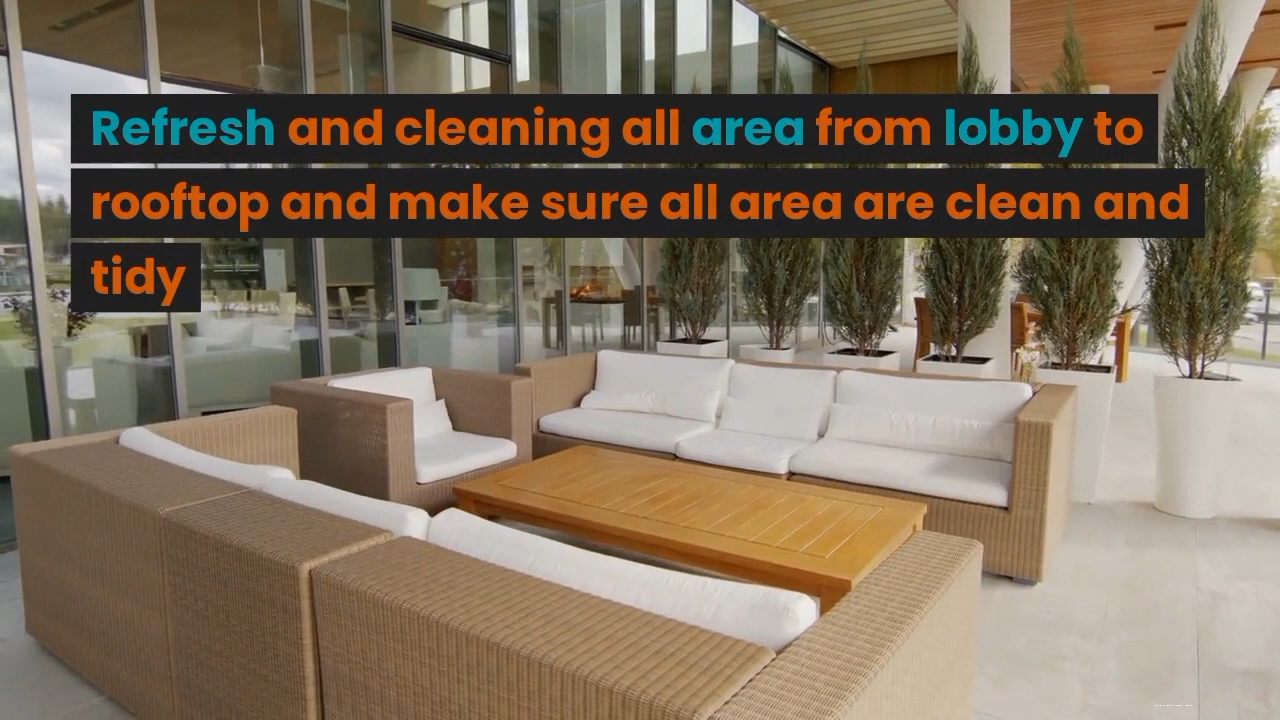 Refresh and cleaning all area from lobby to
rooftop and make sure all area are clean and
tidy